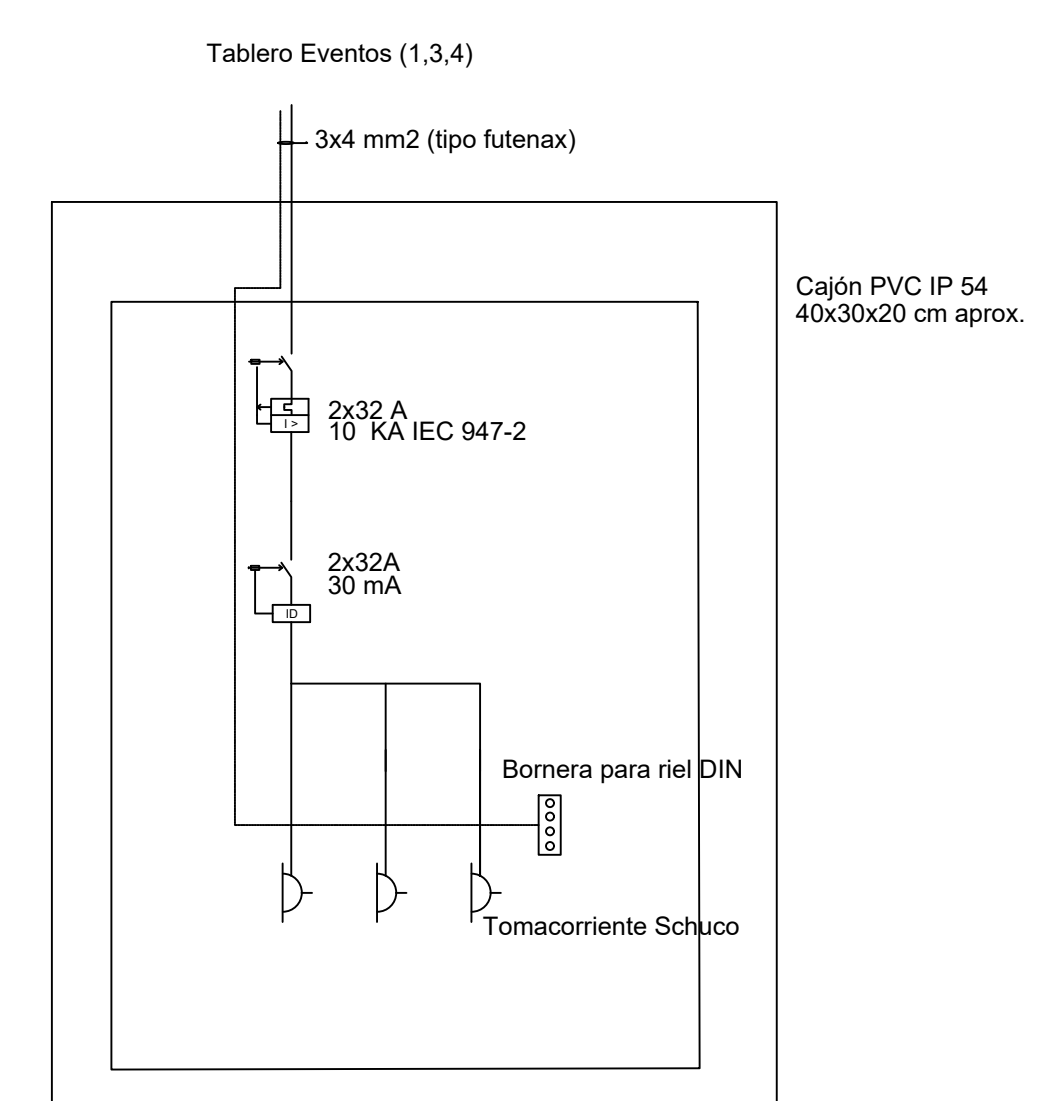 Tablero Eventos (1,3,4)
3x4 mm2 (tipo futenax)
Cajón PVC IP 54
40x30x20 cm aprox.
2x32 A
10 KA IEC 947-2
I >
2x32A
30 mA
ID
Bornera para riel DIN
Tomacorriente Schuco